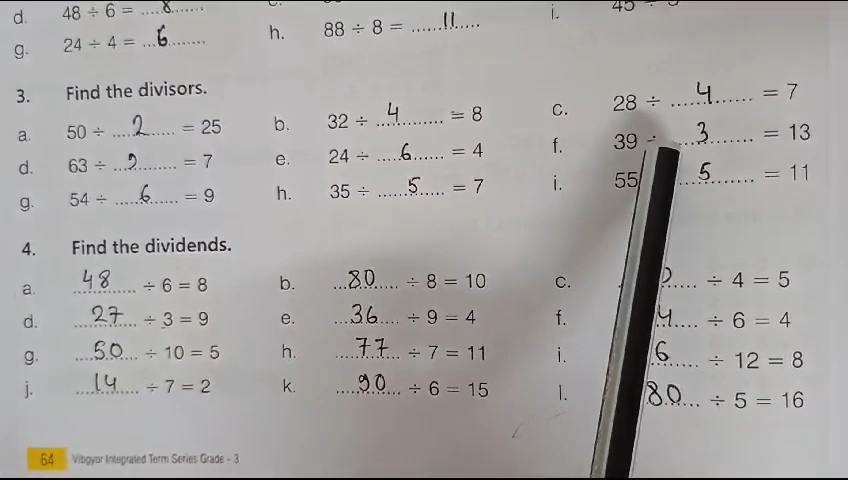 d. 48 ÷ 6 = .....8.......
g. 24 ÷ 4 = ...6........
h. 88 ÷ 8 = ......11.....
i. 45 ÷
3. Find the divisors.
a. 50 ÷ ....2...... = 25 b. 32 ÷ ...4......... = 8 c. 28 ÷ ....4........ = 7
d. 63 ÷ ...9....... = 7 e. 24 ÷ ....6...... = 4 f. 39 ÷ ...3........ = 13
g. 54 ÷ .....6...... = 9 h. 35 ÷ ......5..... = 7 i. 55 ....5........ = 11
4. Find the dividends.
a. ...48....... ÷ 6 = 8 b. ...80..... ÷ 8 = 10 c. ÷ 4 = 5
d. ...27...... ÷ 3 = 9 e. ...36.... ÷ 9 = 4 f. 4..... ÷ 6 = 4
g. ....50..... ÷ 10 = 5 h. ....77.... ÷ 7 = 11 i. 6...... ÷ 12 = 8
j. ...14..... ÷ 7 = 2 k. ....90.... ÷ 6 = 15 l. 80..... ÷ 5 = 16
64 Vibgyor Integrated Term Series Grade - 3